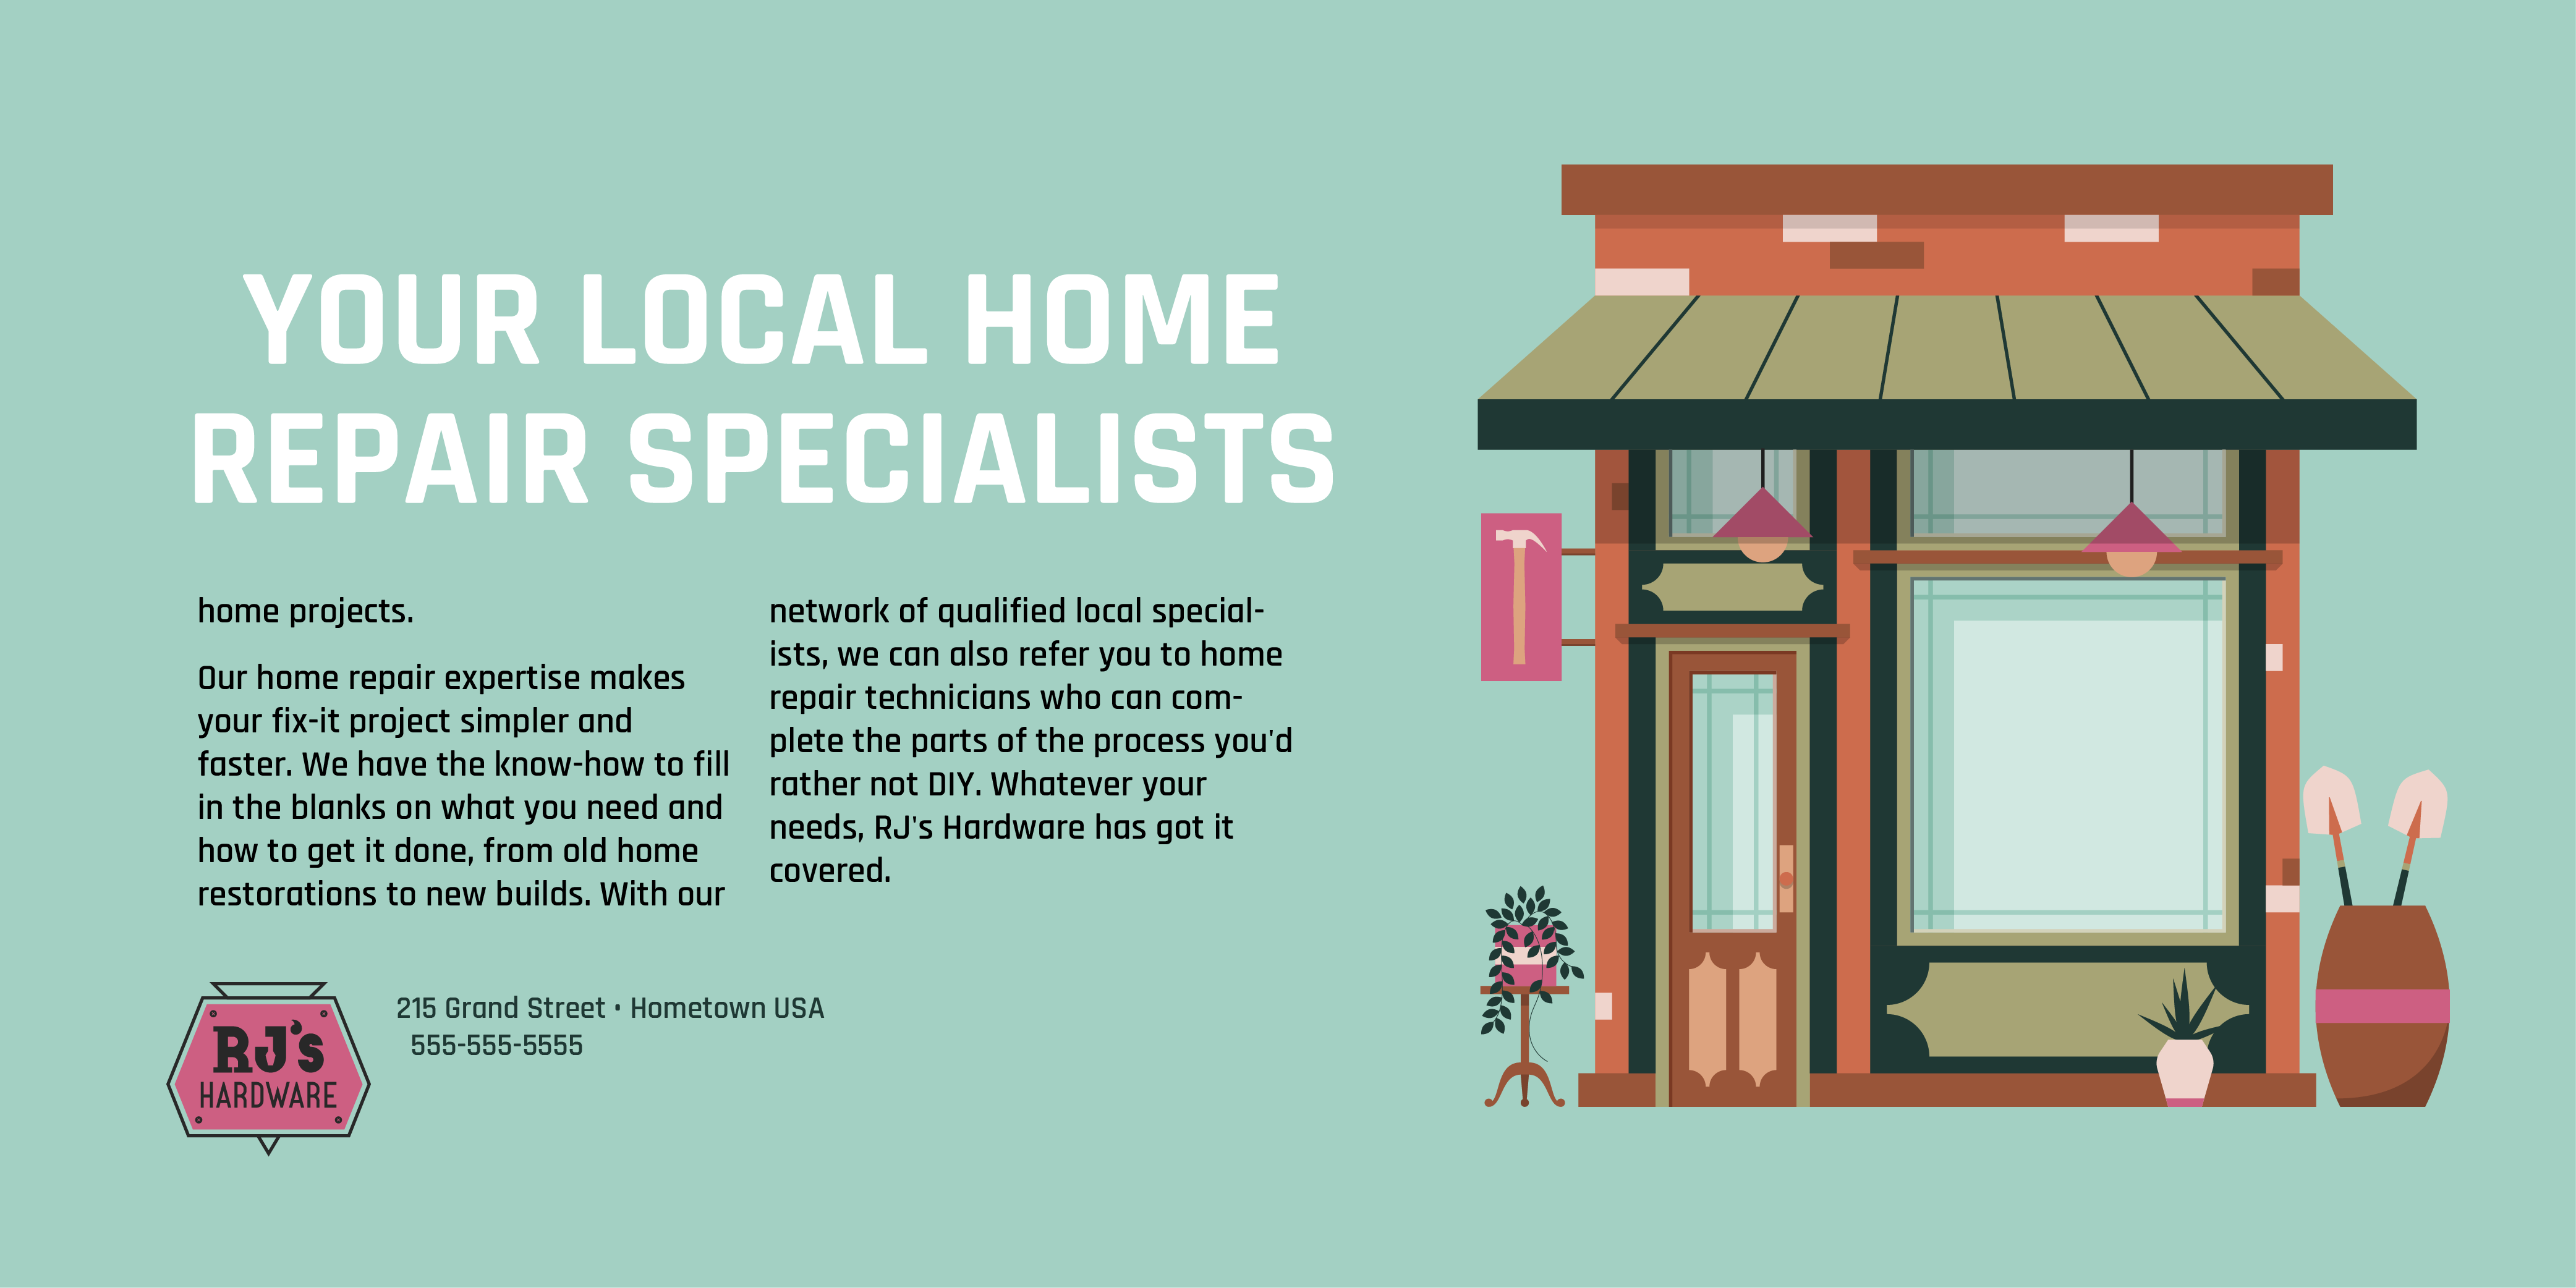 YOUR LOCAL HOME
REPAIR SPECIALISTS
home projects.
Our home repair expertise makes
your fix-it project simpler and
faster. We have the know-how to fill
in the blanks on what you need and
how to get it done, from old home
restorations to new builds. With our
network of qualified local special-
ists, we can also refer you to home
repair technicians who can com-
plete the parts of the process you'd
rather not DIY. Whatever your
needs, RJ's Hardware has got it
covered.
RJ's
HARDWARE
215 Grand Street • Hometown USA
555-555-5555